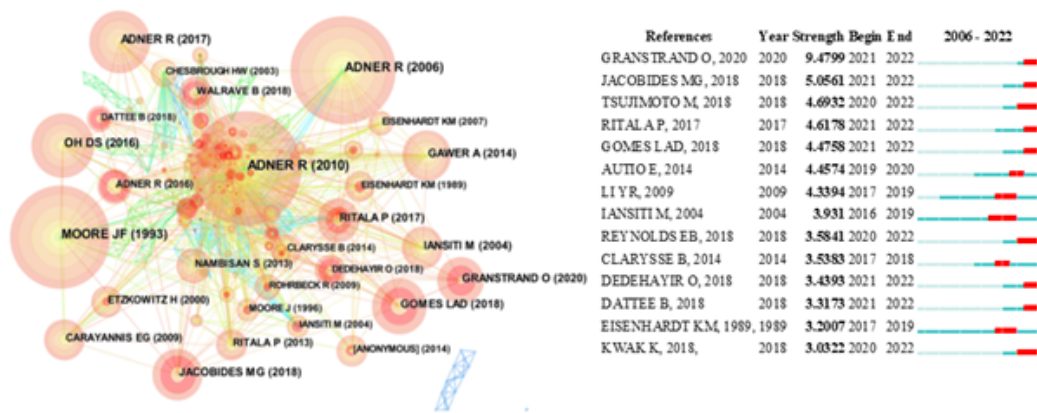 ADNER R (2017)
ADNER R (2006)
CHESBROUGH HW (2003)
WALRAVE B (2018)
DATTEE B (2018)
EISENHARDT KM (2007)
OH DS (2016)
GAWER A (2014)
ADNER R (2010)
ADNER R (2016)
EISENHARDT KM (1989)
RITALA P (2017)
MOORE JF (1993)
CLARYSSE B (2014)
IANSITI M (2004)
NAMBISAN S (2013)
DEDEHAYIR O (2018)
GRANSTRAND O (2020)
ROHRBECK R (2009)
ETZKOWITZ H (2000)
MOORE J (1996)
GOMES LAD (2018)
IANSITI M (2004)
CARAYANNIS EG (2009)
RITALA P (2013)
[ANONYMOUS] (2014)
JACOBIDES MG (2018)
References Year Strength Begin End 2006 - 2022
GRANSTRAND O, 2020 2020 9.4799 2021 2022
JACOBIDES MG, 2018 2018 5.0561 2021 2022
TSUJIMOTO M, 2018 2018 4.6932 2020 2022
RITALA P, 2017 2017 4.6178 2021 2022
GOMES LAD, 2018 2018 4.4758 2021 2022
AUTIO E, 2014 2014 4.4574 2019 2020
LI YR, 2009 2009 4.3394 2017 2019
IANSITI M, 2004 2004 3.931 2016 2019
REYNOLDS EB, 2018 2018 3.5841 2020 2022
CLARYSSE B, 2014 2014 3.5383 2017 2018
DEDEHAYIR O, 2018 2018 3.4393 2021 2022
DATTEE B, 2018 2018 3.3173 2021 2022
EISENHARDT KM, 1989, 1989 3.2007 2017 2019
KWAK K, 2018, 2018 3.0322 2020 2022